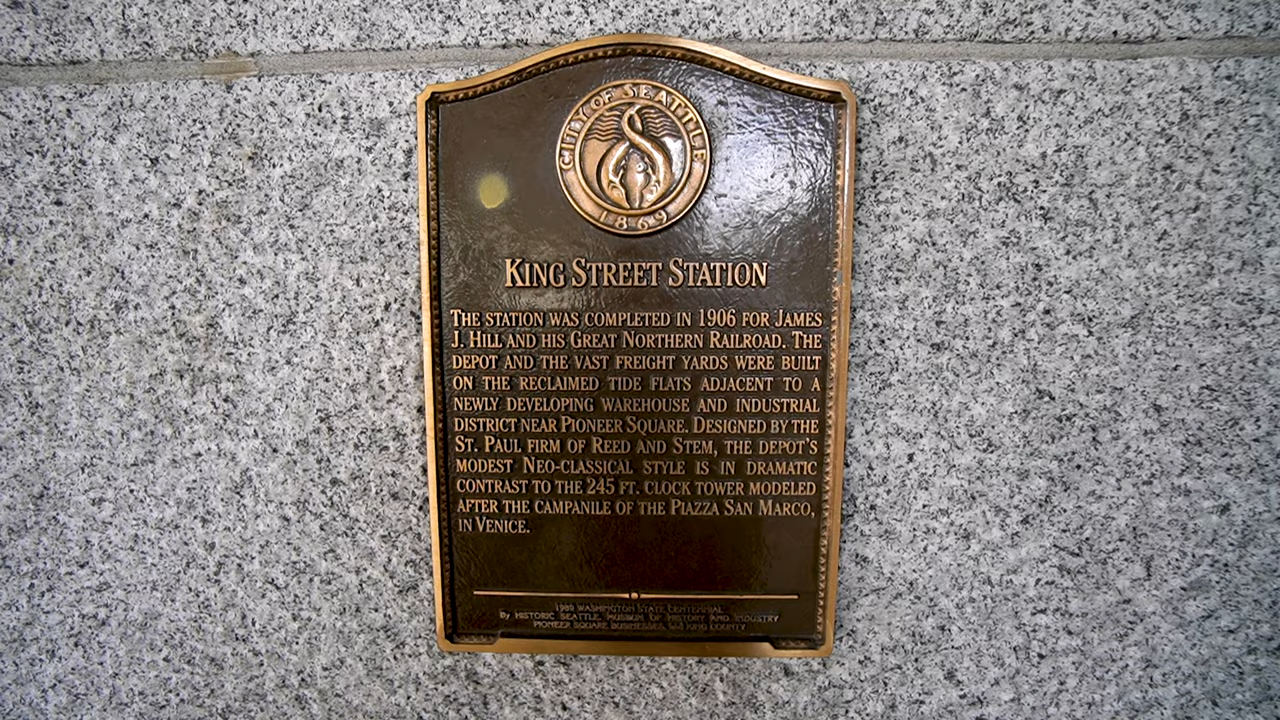 CITY OF SEATTLE
1869
KING STREET STATION
THE STATION WAS COMPLETED IN 1906 FOR JAMES
J. HILL AND HIS GREAT NORTHERN RAILROAD. THE
DEPOT AND THE VAST FREIGHT YARDS WERE BUILT
ON THE RECLAIMED TIDE FLATS ADJACENT TO A
NEWLY DEVELOPING WAREHOUSE AND INDUSTRIAL
DISTRICT NEAR PIONEER SQUARE. DESIGNED BY THE
ST. PAUL FIRM OF REED AND STEM, THE DEPOT'S
MODEST NEO-CLASSICAL STYLE IS IN DRAMATIC
CONTRAST TO THE 245 FT. CLOCK TOWER MODELED
AFTER THE CAMPANILE OF THE PIAZZA SAN MARCO,
IN VENICE.
1989 WASHINGTON STATE CENTENNIAL
By HISTORIC SEATTLE, MUSEUM OF HISTORY AND INDUSTRY
PIONEER SQUARE BUSINESSES, KING COUNTY